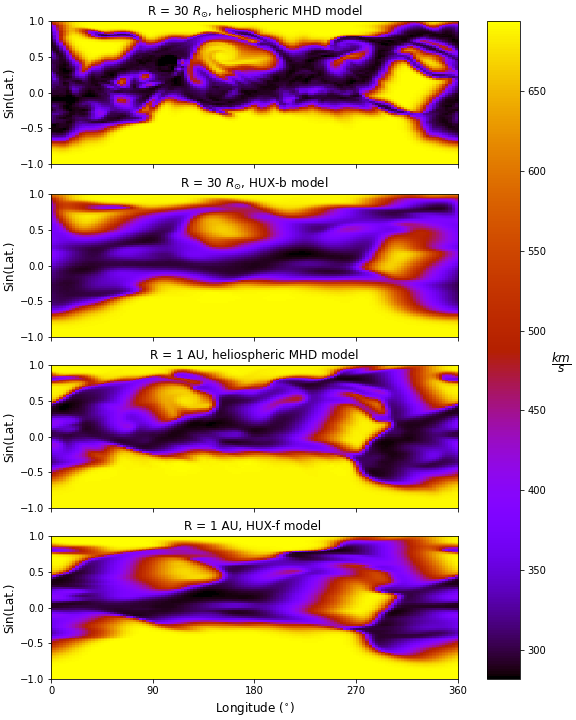 R = 30 R☉, heliospheric MHD model
1.0
0.5
0.0
−0.5
−1.0
Sin(Lat.)
R = 30 R☉, HUX-b model
1.0
0.5
0.0
−0.5
−1.0
Sin(Lat.)
R = 1 AU, heliospheric MHD model
1.0
0.5
0.0
−0.5
−1.0
Sin(Lat.)
R = 1 AU, HUX-f model
1.0
0.5
0.0
−0.5
−1.0
Sin(Lat.)
0 90 180 270 360
Longitude (°)
650
600
550
500
450
400
350
300
km
s